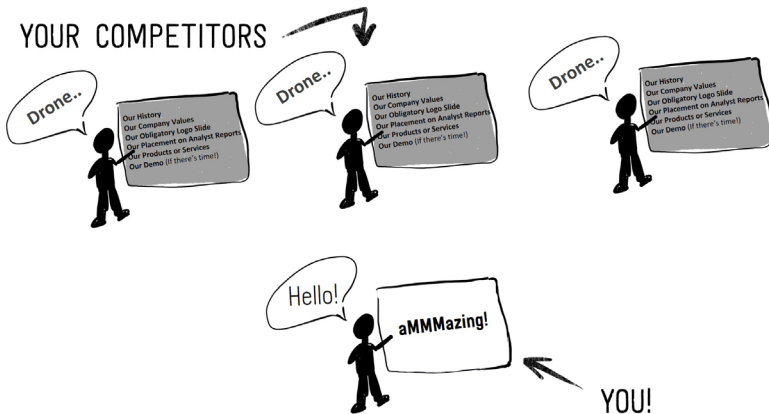 YOUR COMPETITORS
Drone..
Our History
Our Company Values
Our Obligatory Logo Slide
Our Placement on Analyst Reports
Our Products or Services
Our Demo (If there's time!)
Drone..
Our History
Our Company Values
Our Obligatory Logo Slide
Our Placement on Analyst Reports
Our Products or Services
Our Demo (If there's time!)
Drone..
Our History
Our Company Values
Our Obligatory Logo Slide
Our Placement on Analyst Reports
Our Products or Services
Our Demo (If there's time!)
Hello!
aMMMazing!
YOU!